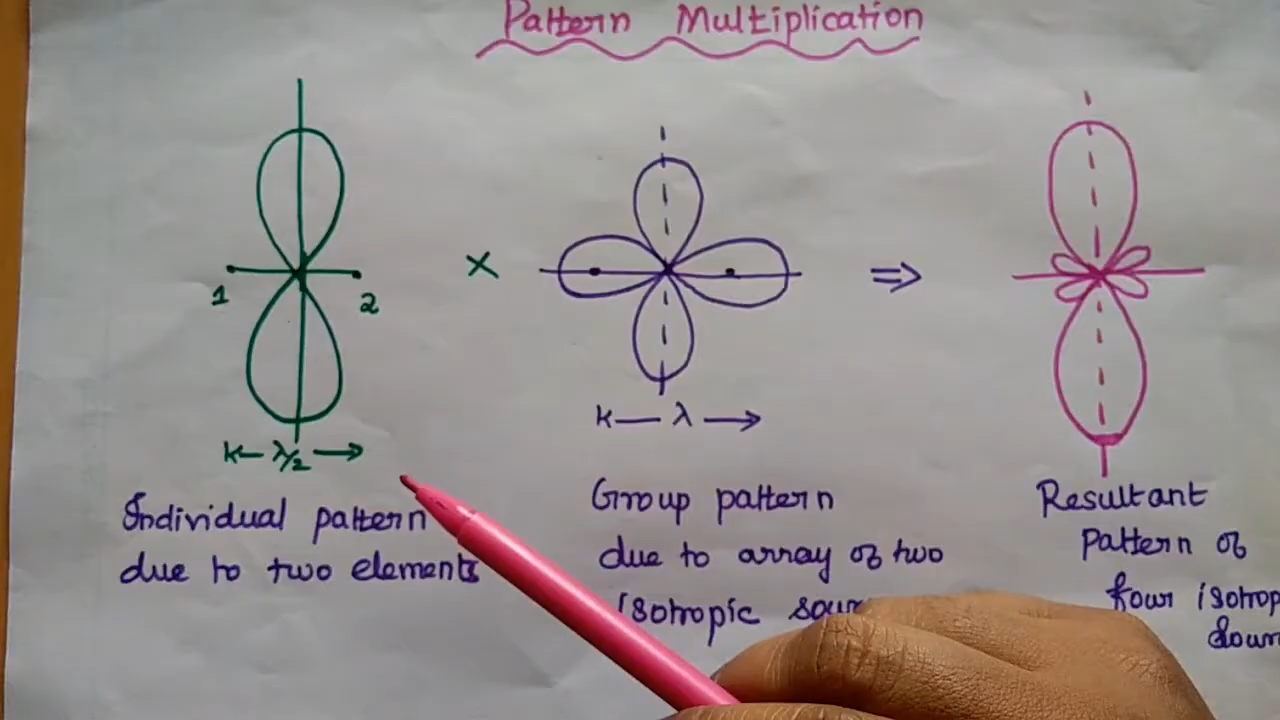 Pattern Multiplication
×
⇒
1
2
k—λ/2→
k—λ→
Individual pattern
due to two elements
Group pattern
due to array of two
isotropic
Resultant
pattern of
four